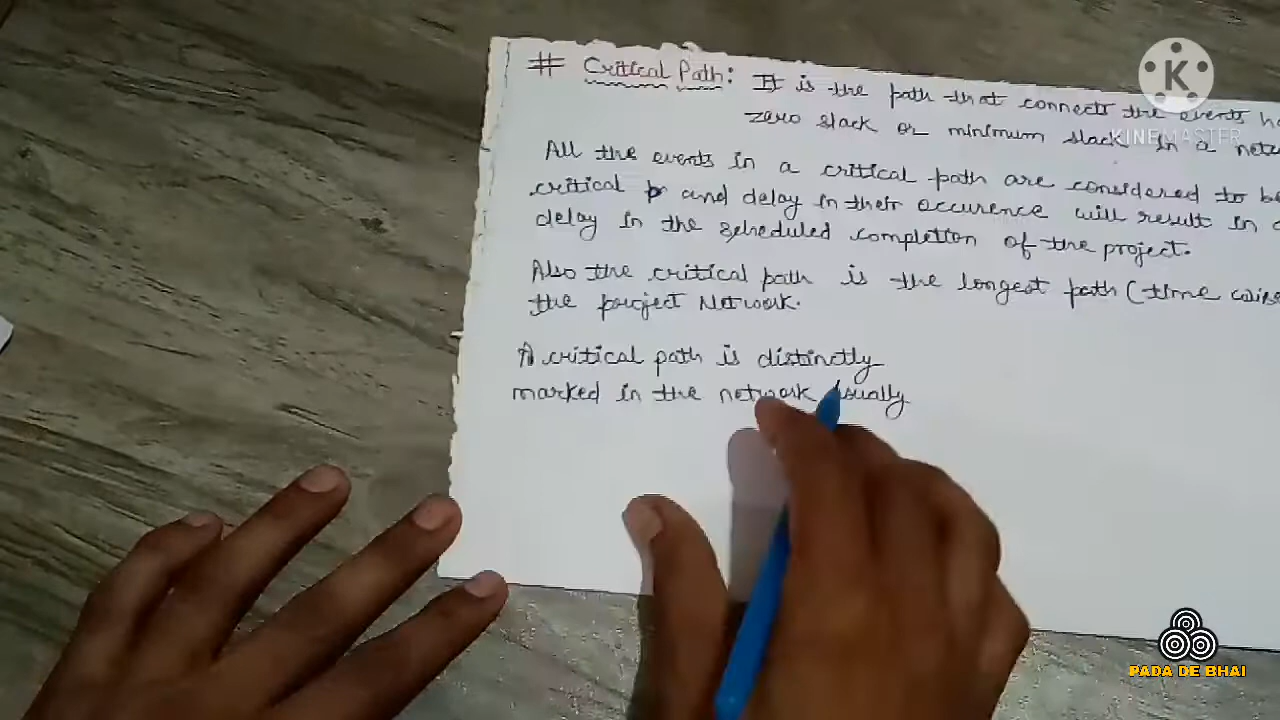 # Critical Path: It is the path that connects the events
zero slack or minimum slack in a
All the events in a critical path are considered to be
critical and delay in their occurence will result in a
delay in the scheduled completion of the project.
Also the critical path is the longest path (time
the project Network.
A critical path is distinctly
marked in the network usually
K
KINEMASTER
PADA DE BHAI